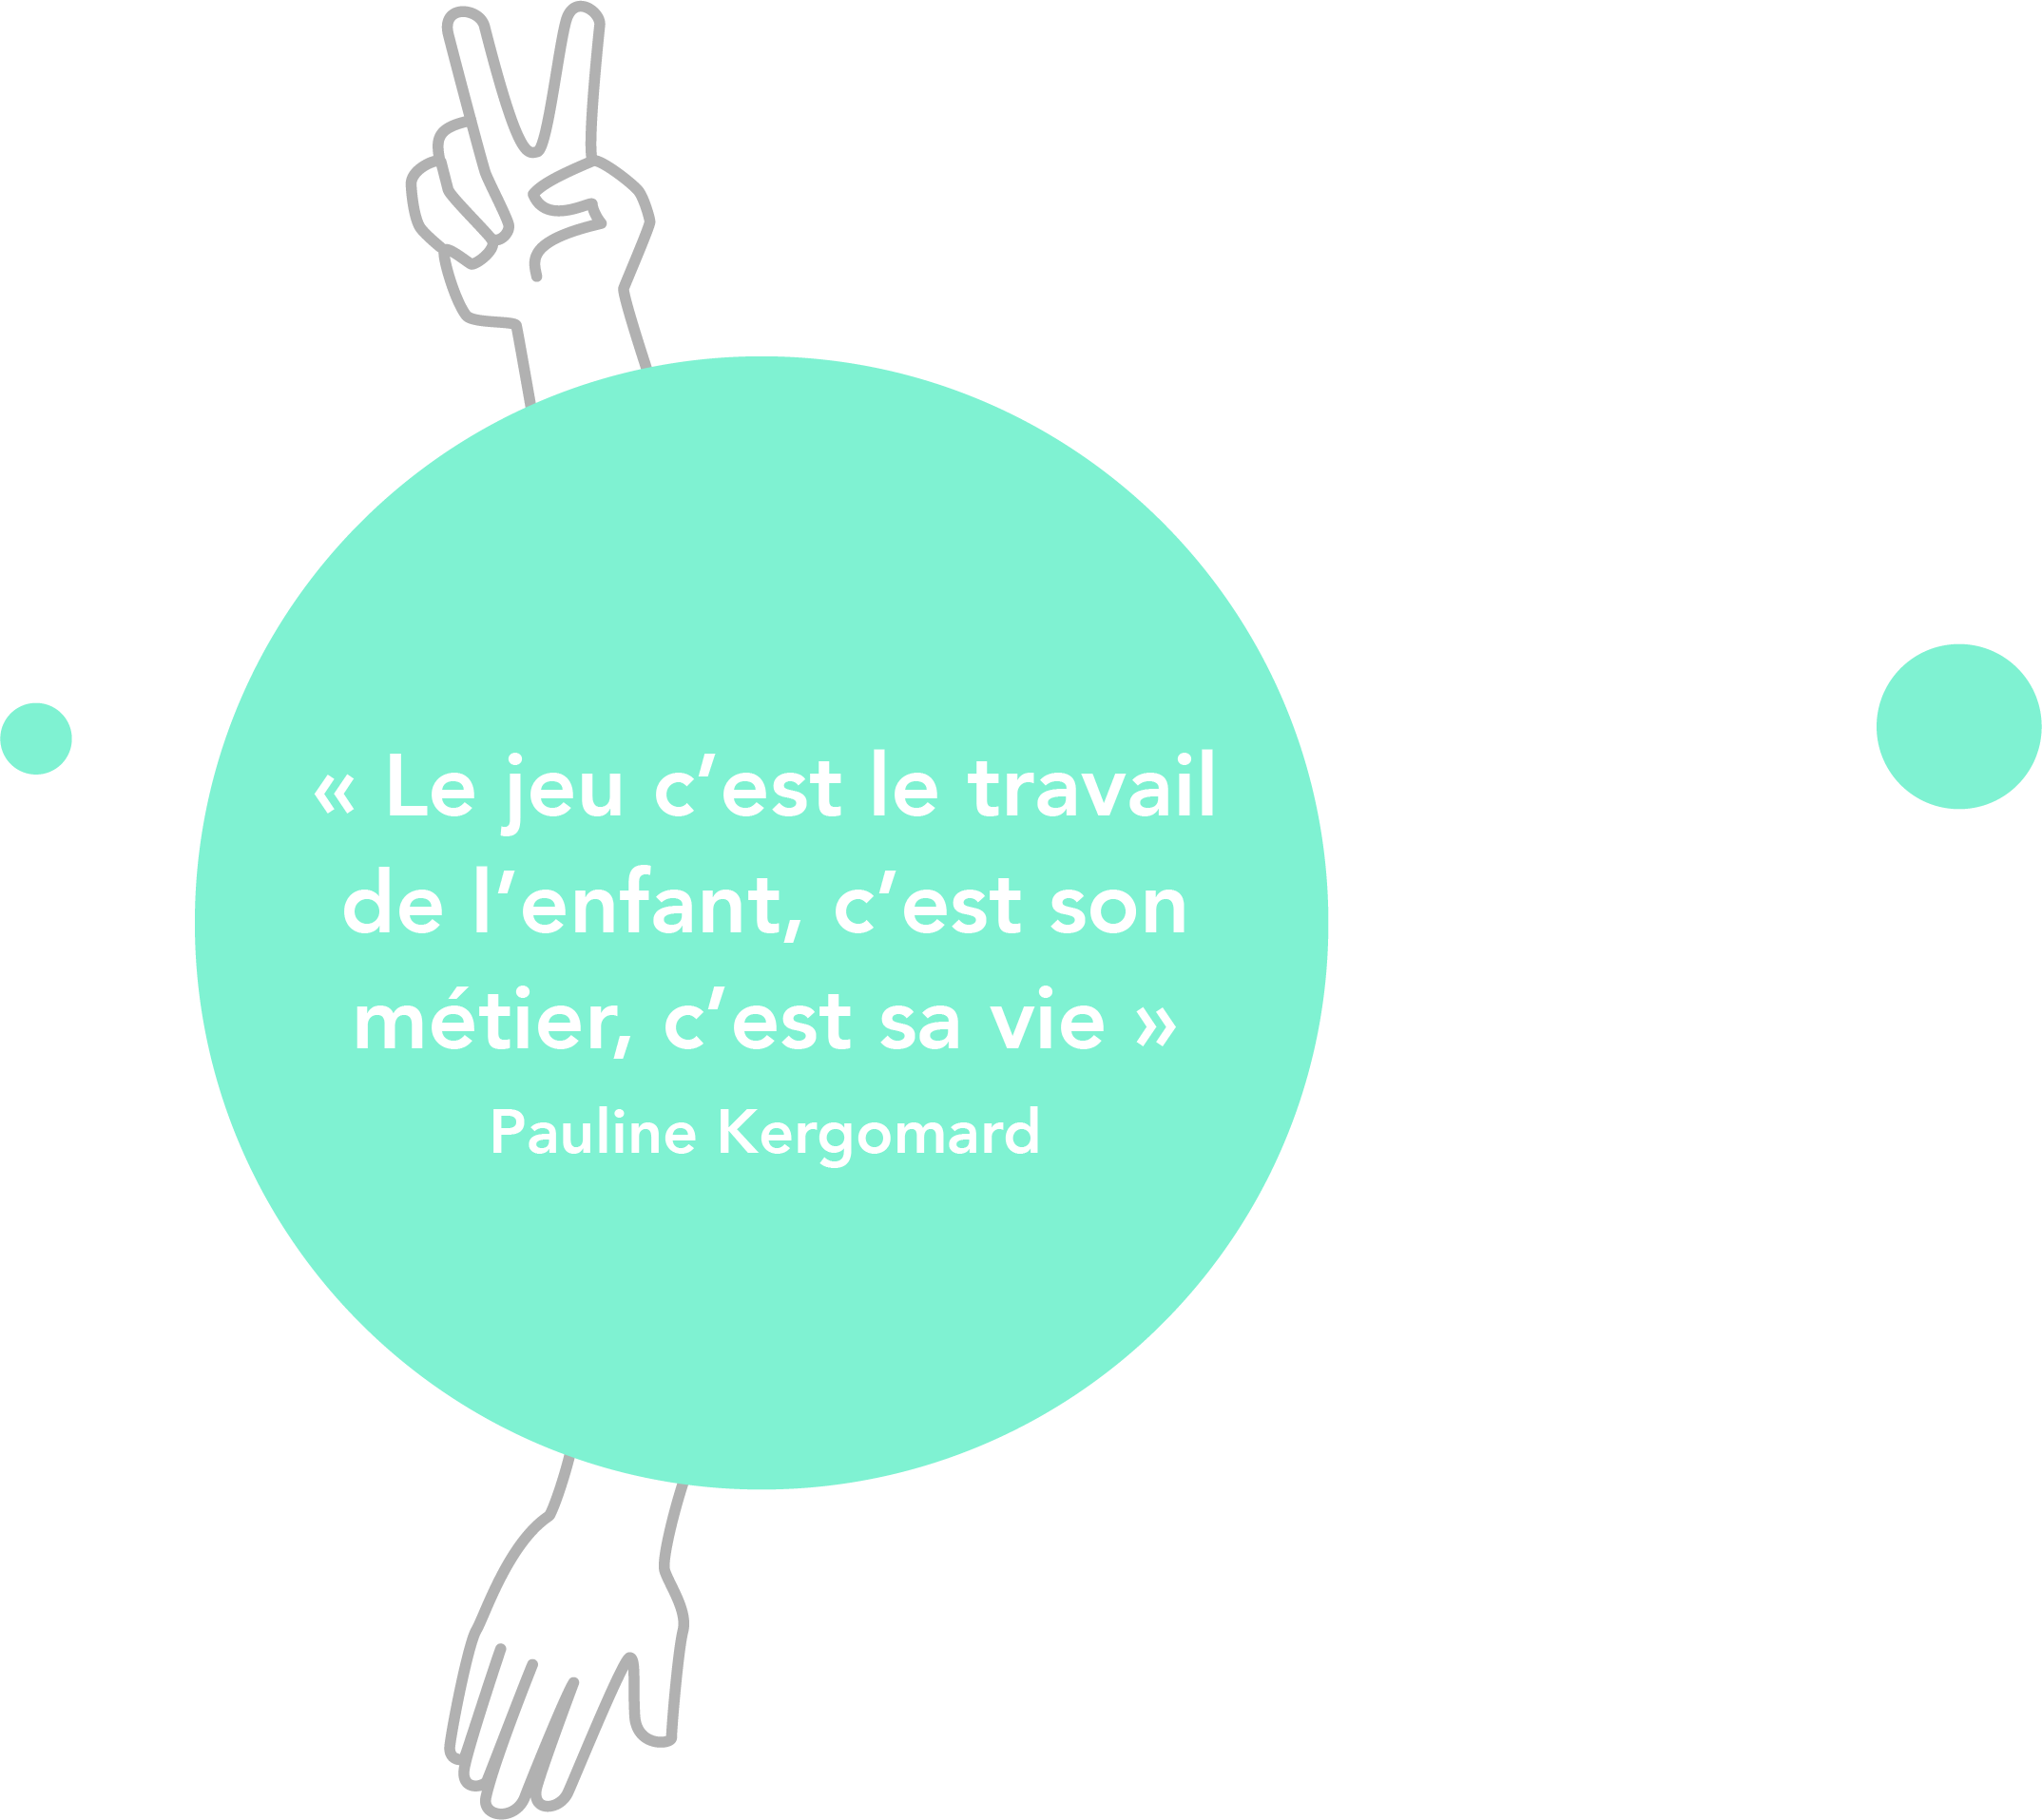 « Le jeu c’est le travail
de l’enfant, c’est son
métier, c’est sa vie »
Pauline Kergomard